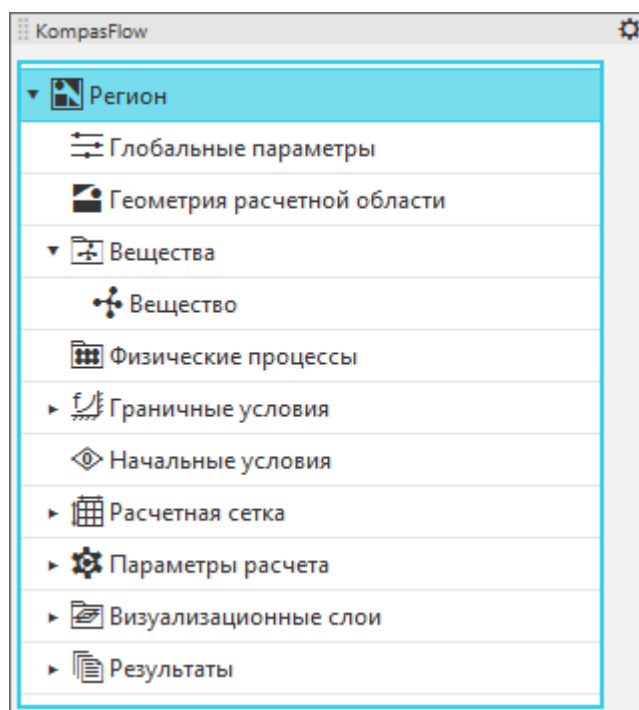 KompasFlow
Регион
Глобальные параметры
Геометрия расчетной области
Вещества
Вещество
Физические процессы
Граничные условия
Начальные условия
Расчетная сетка
Параметры расчета
Визуализационные слои
Результаты